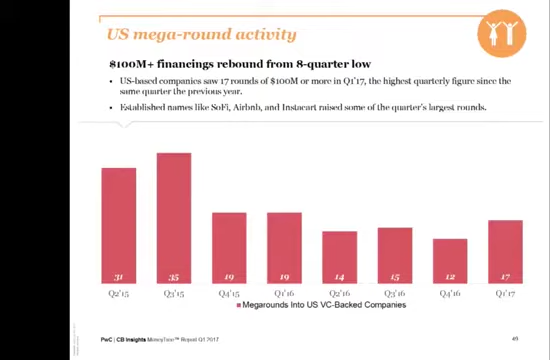 US mega-round activity
$100M+ financings rebound from 8-quarter low
• US-based companies saw 17 rounds of $100M or more in Q1'17, the highest quarterly figure since the
same quarter the previous year.
• Established names like SoFi, Airbnb, and Instacart raised some of the quarter's largest rounds.
31 35 19 19 14 15 12 17
Q2'15 Q3'15 Q4'15 Q1'16 Q2'16 Q3'16 Q4'16 Q1'17
Megarounds Into US VC-Backed Companies
PwC | CB Insights MoneyTree™ Report Q1 2017
49